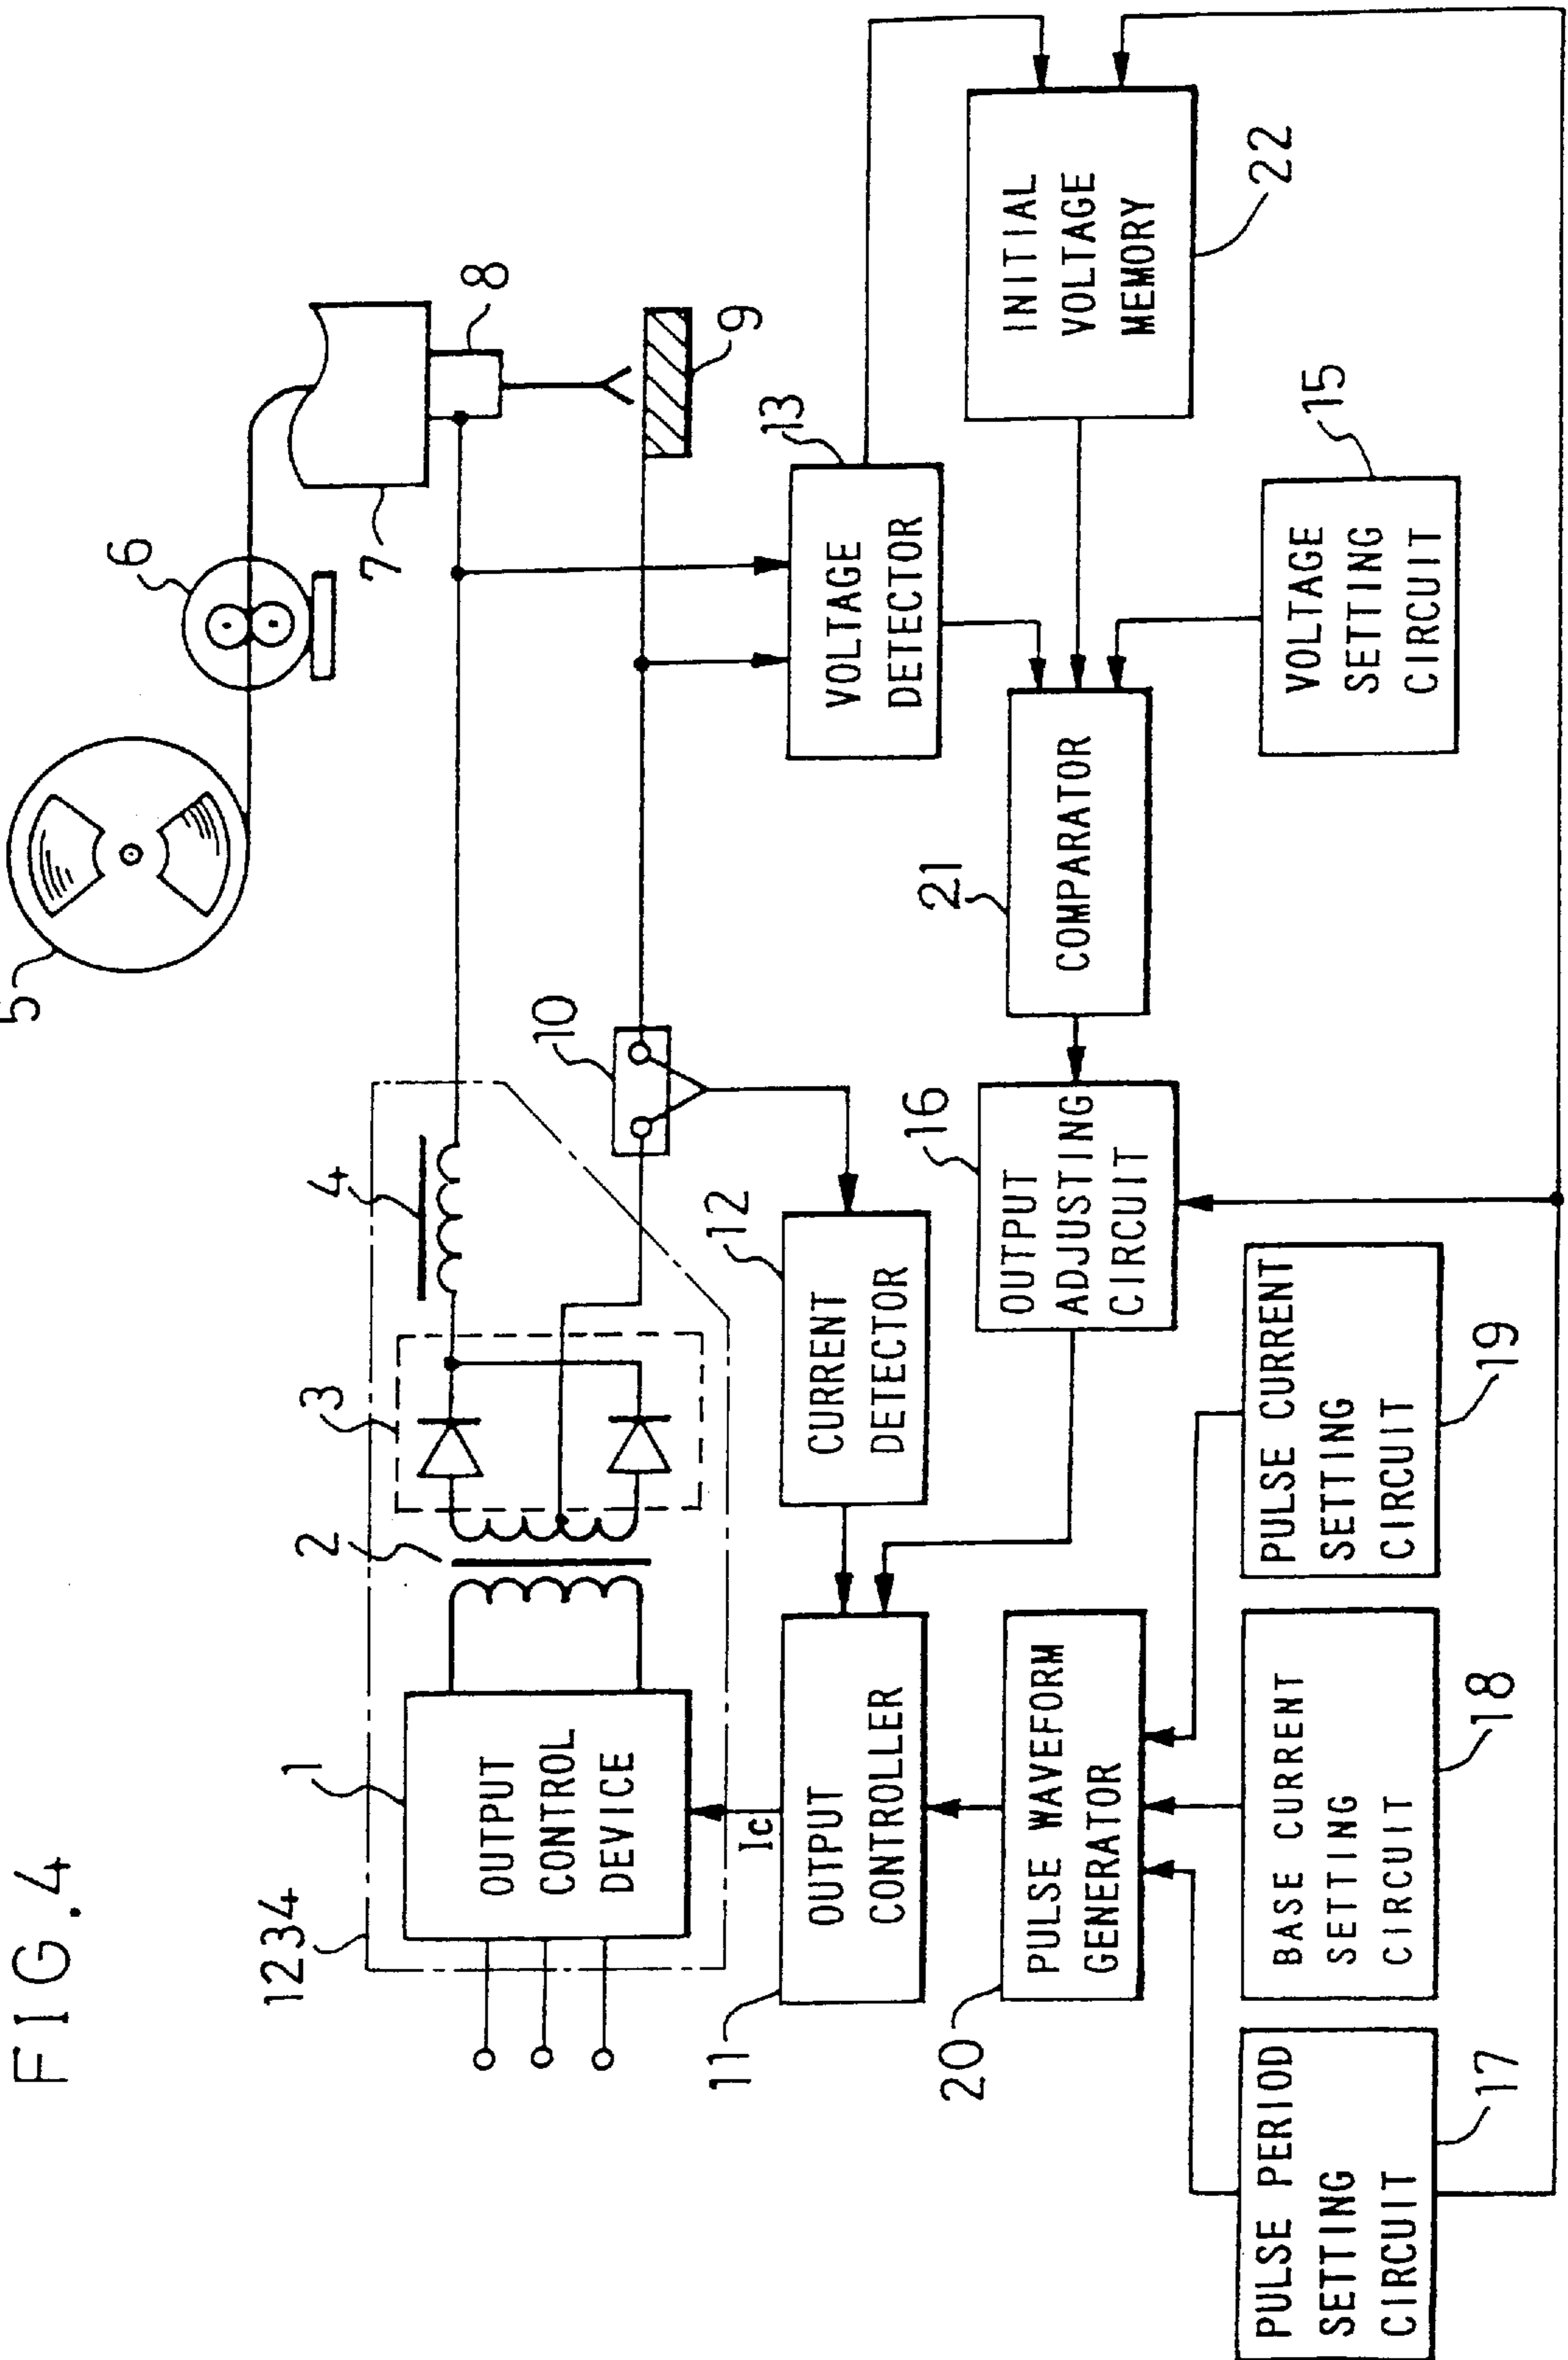 FIG.4
5
6
7
8
9
1234
1
OUTPUT
CONTROL
DEVICE
2
3
4
10
Ic
11
OUTPUT
CONTROLLER
12
CURRENT
DETECTOR
13
VOLTAGE
DETECTOR
20
PULSE WAVEFORM
GENERATOR
16
OUTPUT
ADJUSTING
CIRCUIT
21
COMPARATOR
INITIAL
VOLTAGE
MEMORY
22
PULSE PERIOD
SETTING
CIRCUIT
17
BASE CURRENT
SETTING
CIRCUIT
18
PULSE CURRENT
SETTING
CIRCUIT
19
VOLTAGE
SETTING
CIRCUIT
15